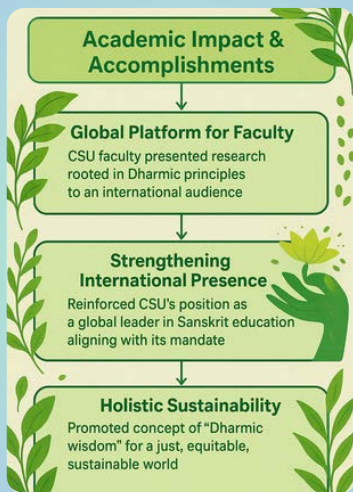 Academic Impact &
Accomplishments
Global Platform for Faculty
CSU faculty presented research
rooted in Dharmic principles
to an international audience
Strengthening
International Presence
Reinforced CSU's position as
a global leader in Sanskrit education
aligning with its mandate
Holistic Sustainability
Promoted concept of "Dharmic
wisdom" for a just, equitable,
sustainable world